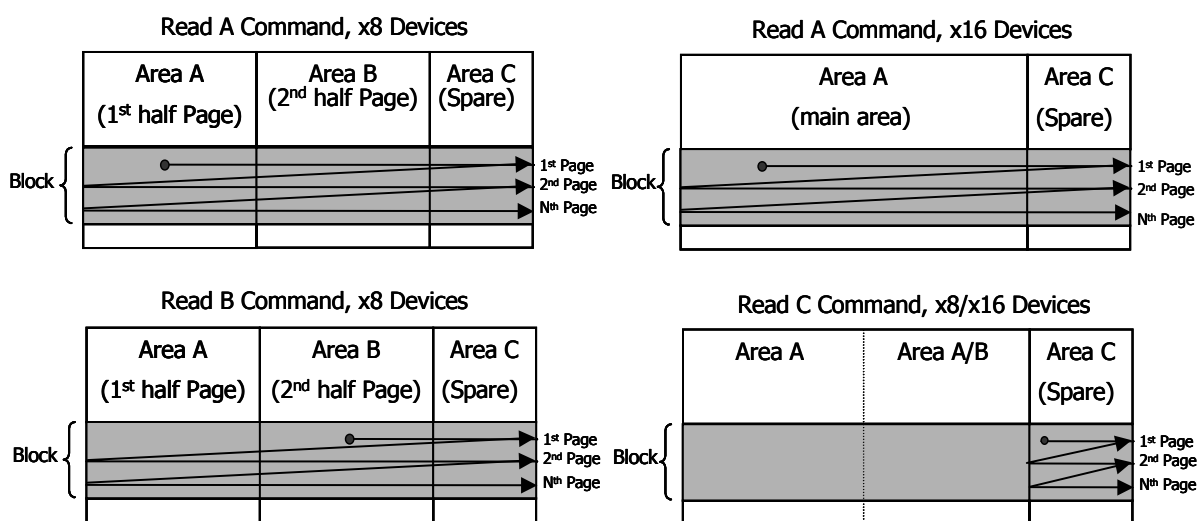 Read A Command, x8 Devices
Area A
(1st half Page)
Area B
(2nd half Page)
Area C
(Spare)
Block
1st Page
2nd Page
Nth Page
Read A Command, x16 Devices
Area A
(main area)
Area C
(Spare)
Block
1st Page
2nd Page
Nth Page
Read B Command, x8 Devices
Area A
(1st half Page)
Area B
(2nd half Page)
Area C
(Spare)
Block
1st Page
2nd Page
Nth Page
Read C Command, x8/x16 Devices
Area A
Area A/B
Area C
(Spare)
Block
1st Page
2nd Page
Nth Page